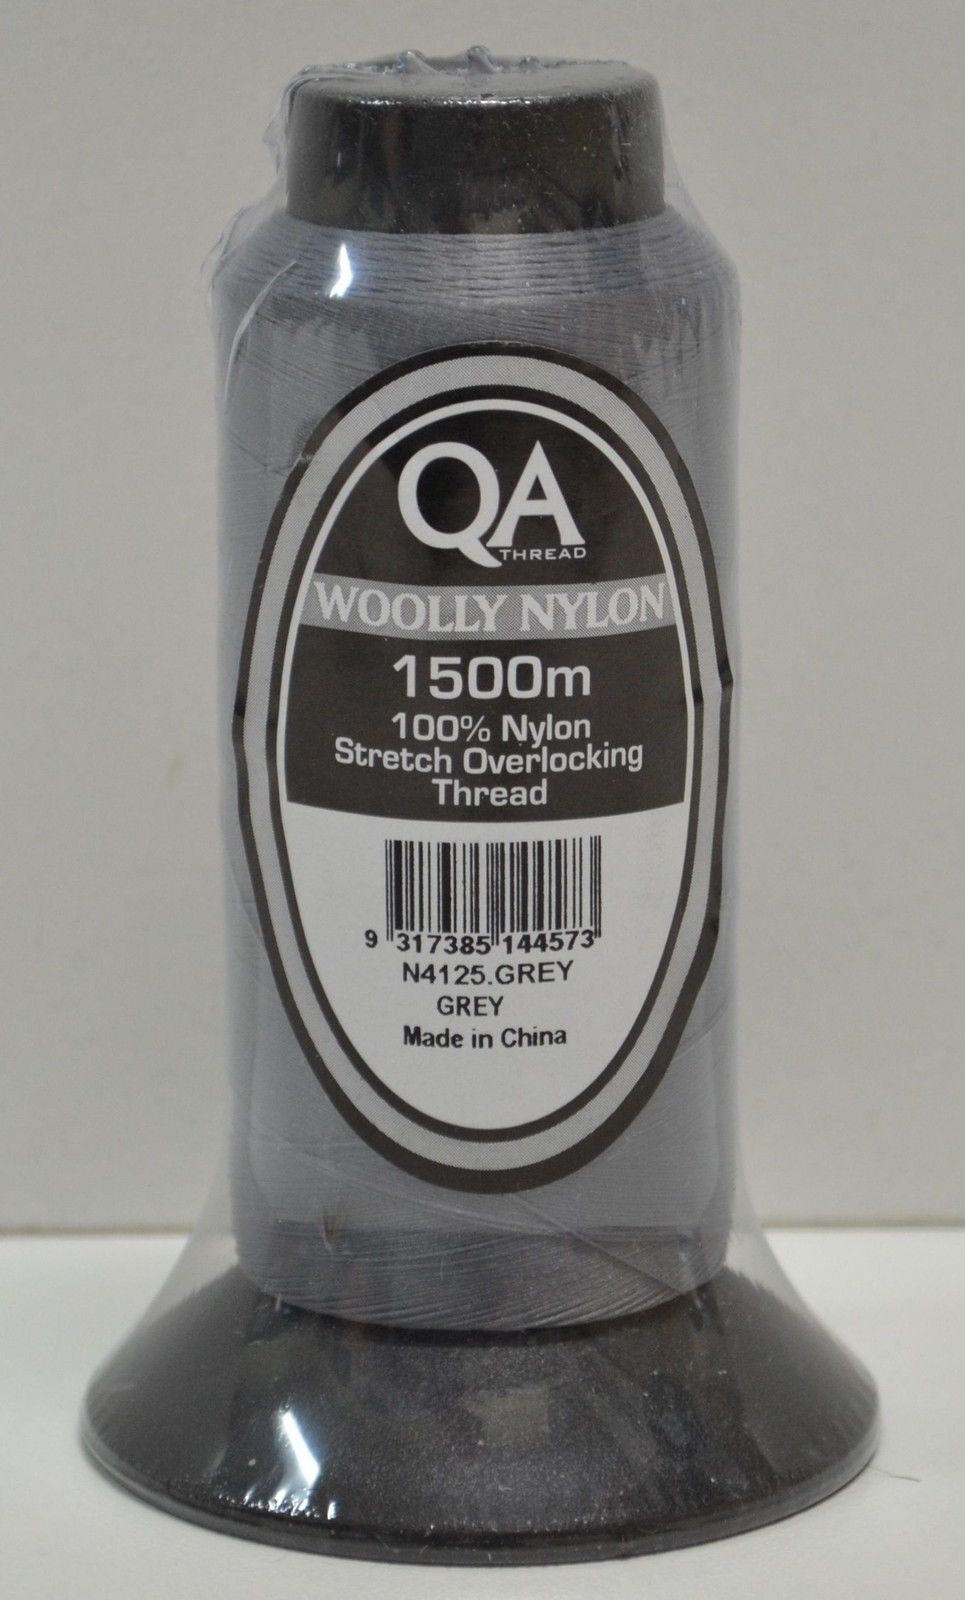 QA
THREAD
WOOLLY NYLON
1500m
100% Nylon
Stretch Overlocking
Thread
9 317385 144573
N4125.GREY
GREY
Made in China